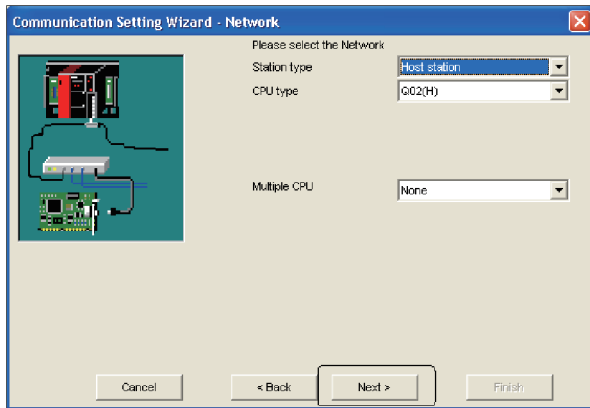 Communication Setting Wizard - Network
Please select the Network
Station type
Host station
CPU type
Q02(H)
Multiple CPU
None
Cancel
< Back
Next >
Finish